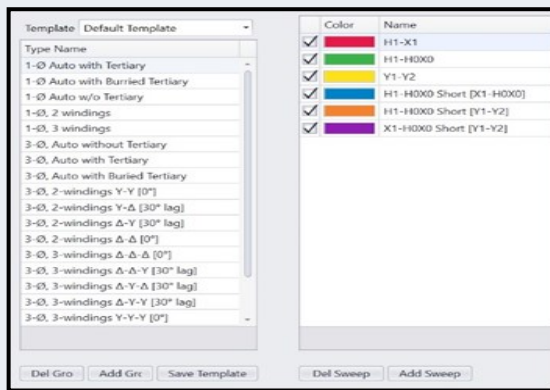 Template Default Template
Type Name
1-Ø Auto with Tertiary
1-Ø Auto with Burried Tertiary
1-Ø Auto w/o Tertiary
1-Ø, 2 windings
1-Ø, 3 windings
3-Ø, Auto without Tertiary
3-Ø, Auto with Tertiary
3-Ø, Auto with Buried Tertiary
3-Ø, 2-windings Y-Y [0°]
3-Ø, 2-windings Y-Δ [30° lag]
3-Ø, 2-windings Δ-Y [30° lag]
3-Ø, 2-windings Δ-Δ [0°]
3-Ø, 3-windings Δ-Δ-Δ [0°]
3-Ø, 3-windings Δ-Δ-Y [30° lag]
3-Ø, 3-windings Δ-Y-Y [30° lag]
3-Ø, 3-windings Y-Y-Y [0°]
Del Gro Add Grc Save Template
Color Name
H1-X1
H1-H0X0
Y1-Y2
H1-H0X0 Short [X1-H0X0]
H1-H0X0 Short [Y1-Y2]
X1-H0X0 Short [Y1-Y2]
Del Sweep Add Sweep